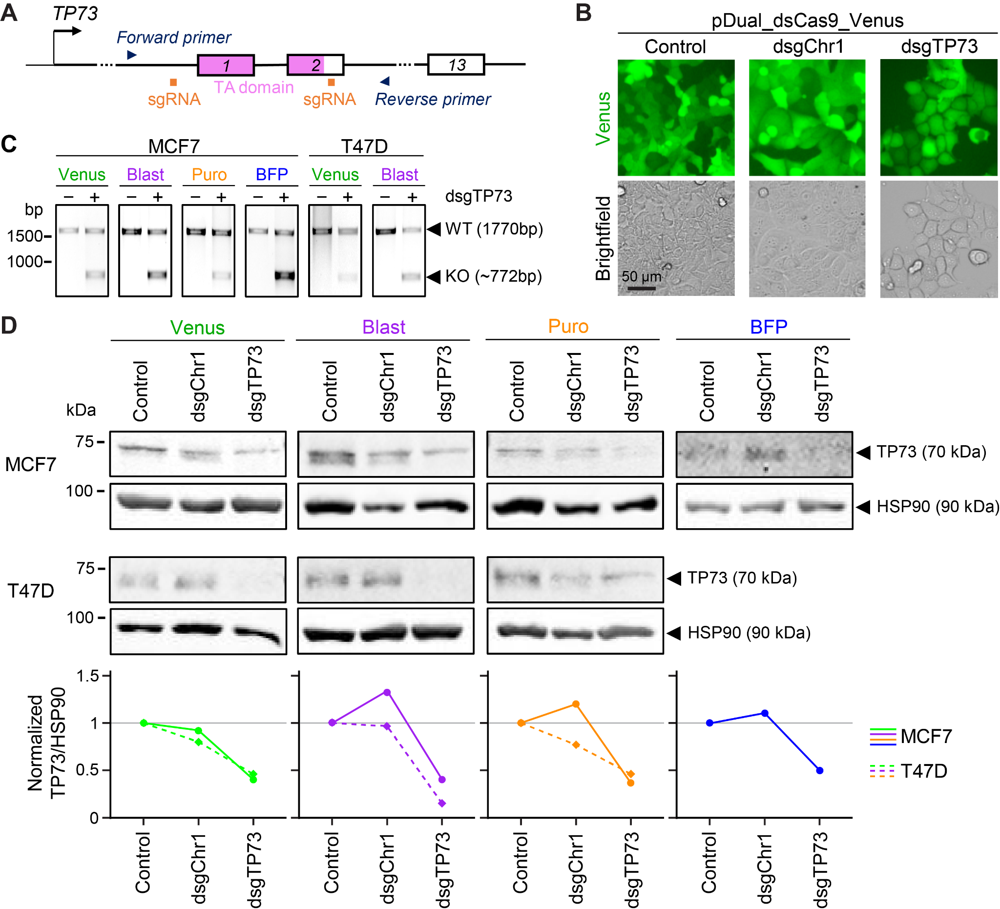 A
TP73
Forward primer
1
2
13
TA domain
sgRNA
sgRNA
Reverse primer
B
pDual_dsCas9_Venus
Control
dsgChr1
dsgTP73
Venus
Brightfield
50 µm
C
MCF7
T47D
Venus
Blast
Puro
BFP
Venus
Blast
− + − + − + − + − + − + dsgTP73
bp
1500
1000
WT (1770bp)
KO (~772bp)
D
Venus
Blast
Puro
BFP
Control
dsgChr1
dsgTP73
Control
dsgChr1
dsgTP73
Control
dsgChr1
dsgTP73
Control
dsgChr1
dsgTP73
kDa
MCF7
75
TP73 (70 kDa)
100
HSP90 (90 kDa)
T47D
75
TP73 (70 kDa)
100
HSP90 (90 kDa)
Normalized
TP73/HSP90
1.5
1
0.5
0
MCF7
T47D
Control
dsgChr1
dsgTP73
Control
dsgChr1
dsgTP73
Control
dsgChr1
dsgTP73
Control
dsgChr1
dsgTP73